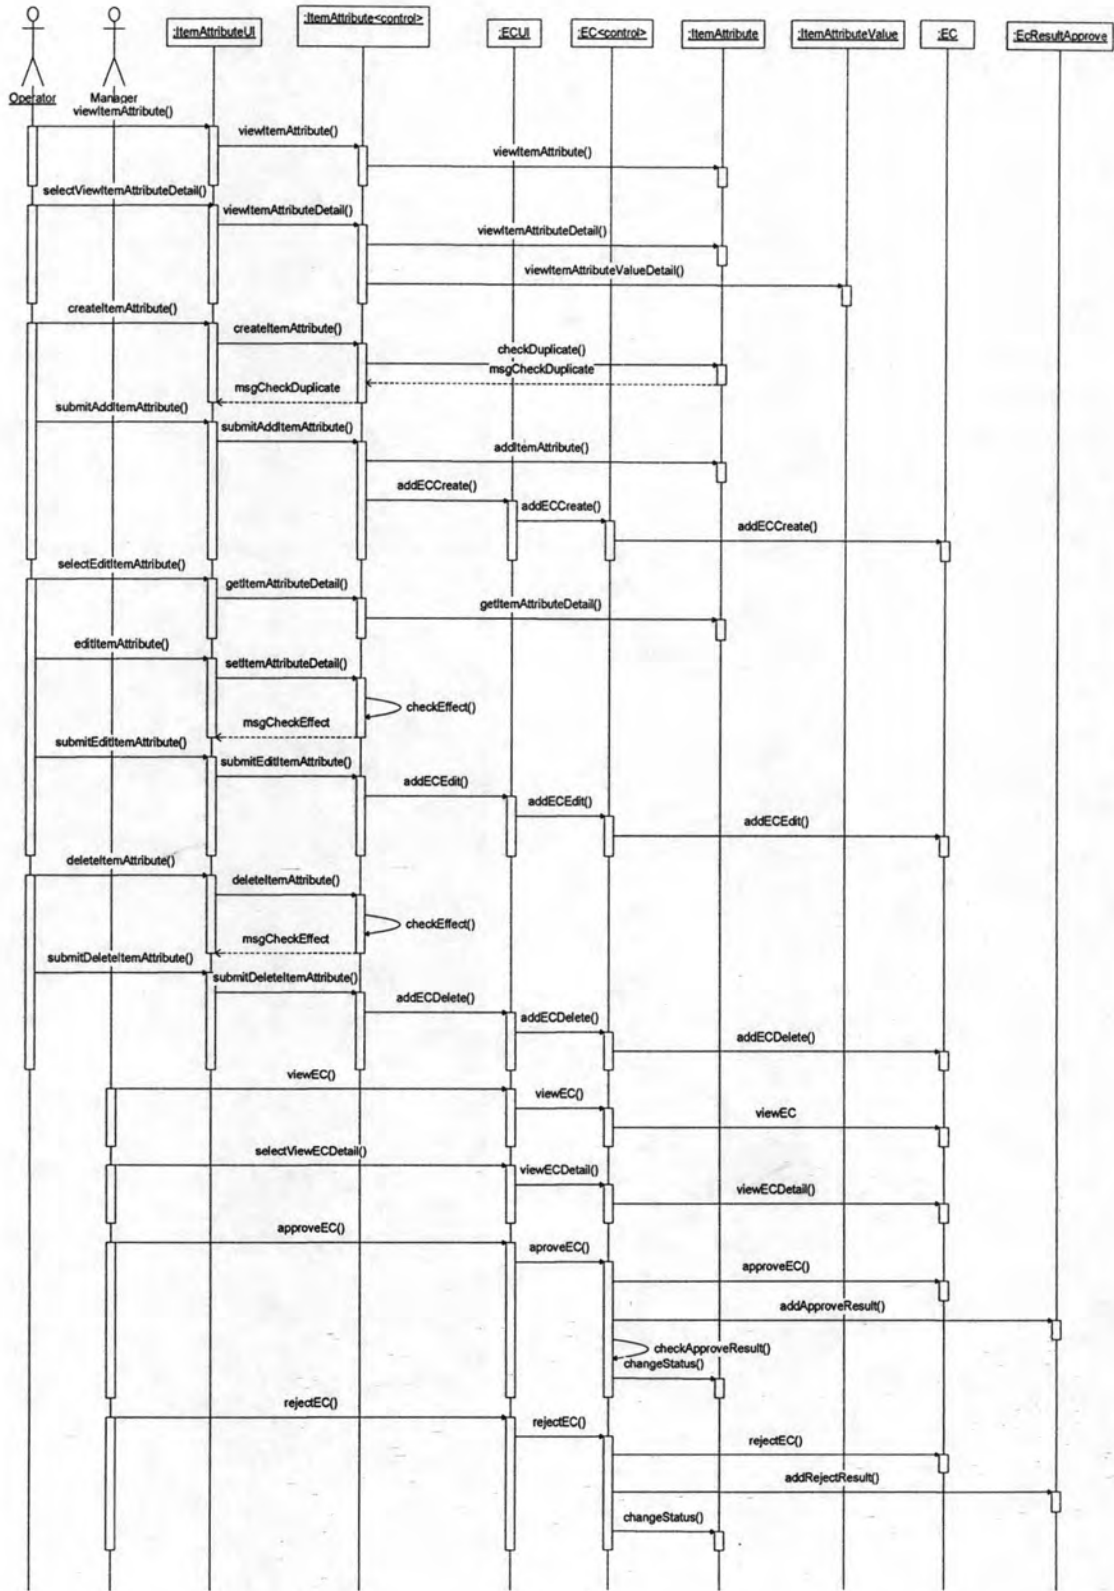 :ItemAttributeUI
:ItemAttribute<control>
:ECUI
:EC<control>
:ItemAttribute
:ItemAttributeValue
:EC
:EcResultApprove
Operator
Manager
viewItemAttribute()
viewItemAttribute()
viewItemAttribute()
selectViewItemAttributeDetail()
viewItemAttributeDetail()
viewItemAttributeDetail()
viewItemAttributeValueDetail()
createItemAttribute()
createItemAttribute()
checkDuplicate()
msgCheckDuplicate
msgCheckDuplicate
submitAddItemAttribute()
submitAddItemAttribute()
addItemAttribute()
addECCreate()
addECCreate()
addECCreate()
selectEditItemAttribute()
getItemAttributeDetail()
getItemAttributeDetail()
editItemAttribute()
setItemAttributeDetail()
checkEffect()
msgCheckEffect
submitEditItemAttribute()
submitEditItemAttribute()
addECEdit()
addECEdit()
addECEdit()
deleteItemAttribute()
deleteItemAttribute()
checkEffect()
msgCheckEffect
submitDeleteItemAttribute()
submitDeleteItemAttribute()
addECDelete()
addECDelete()
addECDelete()
viewEC()
viewEC()
viewEC
selectViewECDetail()
viewECDetail()
viewECDetail()
approveEC()
aproveEC()
approveEC()
addApproveResult()
checkApproveResult()
changeStatus()
rejectEC()
rejectEC()
rejectEC()
addRejectResult()
changeStatus()